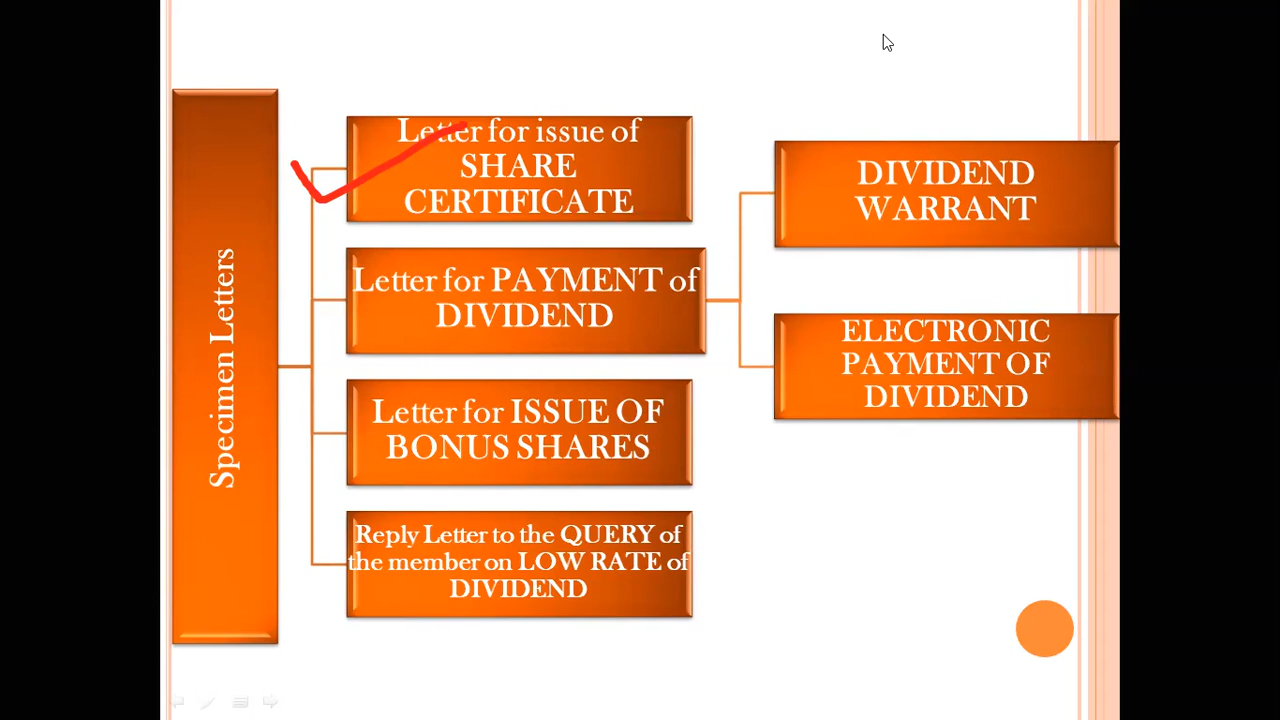 Specimen Letters
Letter for issue of
SHARE
CERTIFICATE
Letter for PAYMENT of
DIVIDEND
Letter for ISSUE OF
BONUS SHARES
Reply Letter to the QUERY of
the member on LOW RATE of
DIVIDEND
DIVIDEND
WARRANT
ELECTRONIC
PAYMENT OF
DIVIDEND